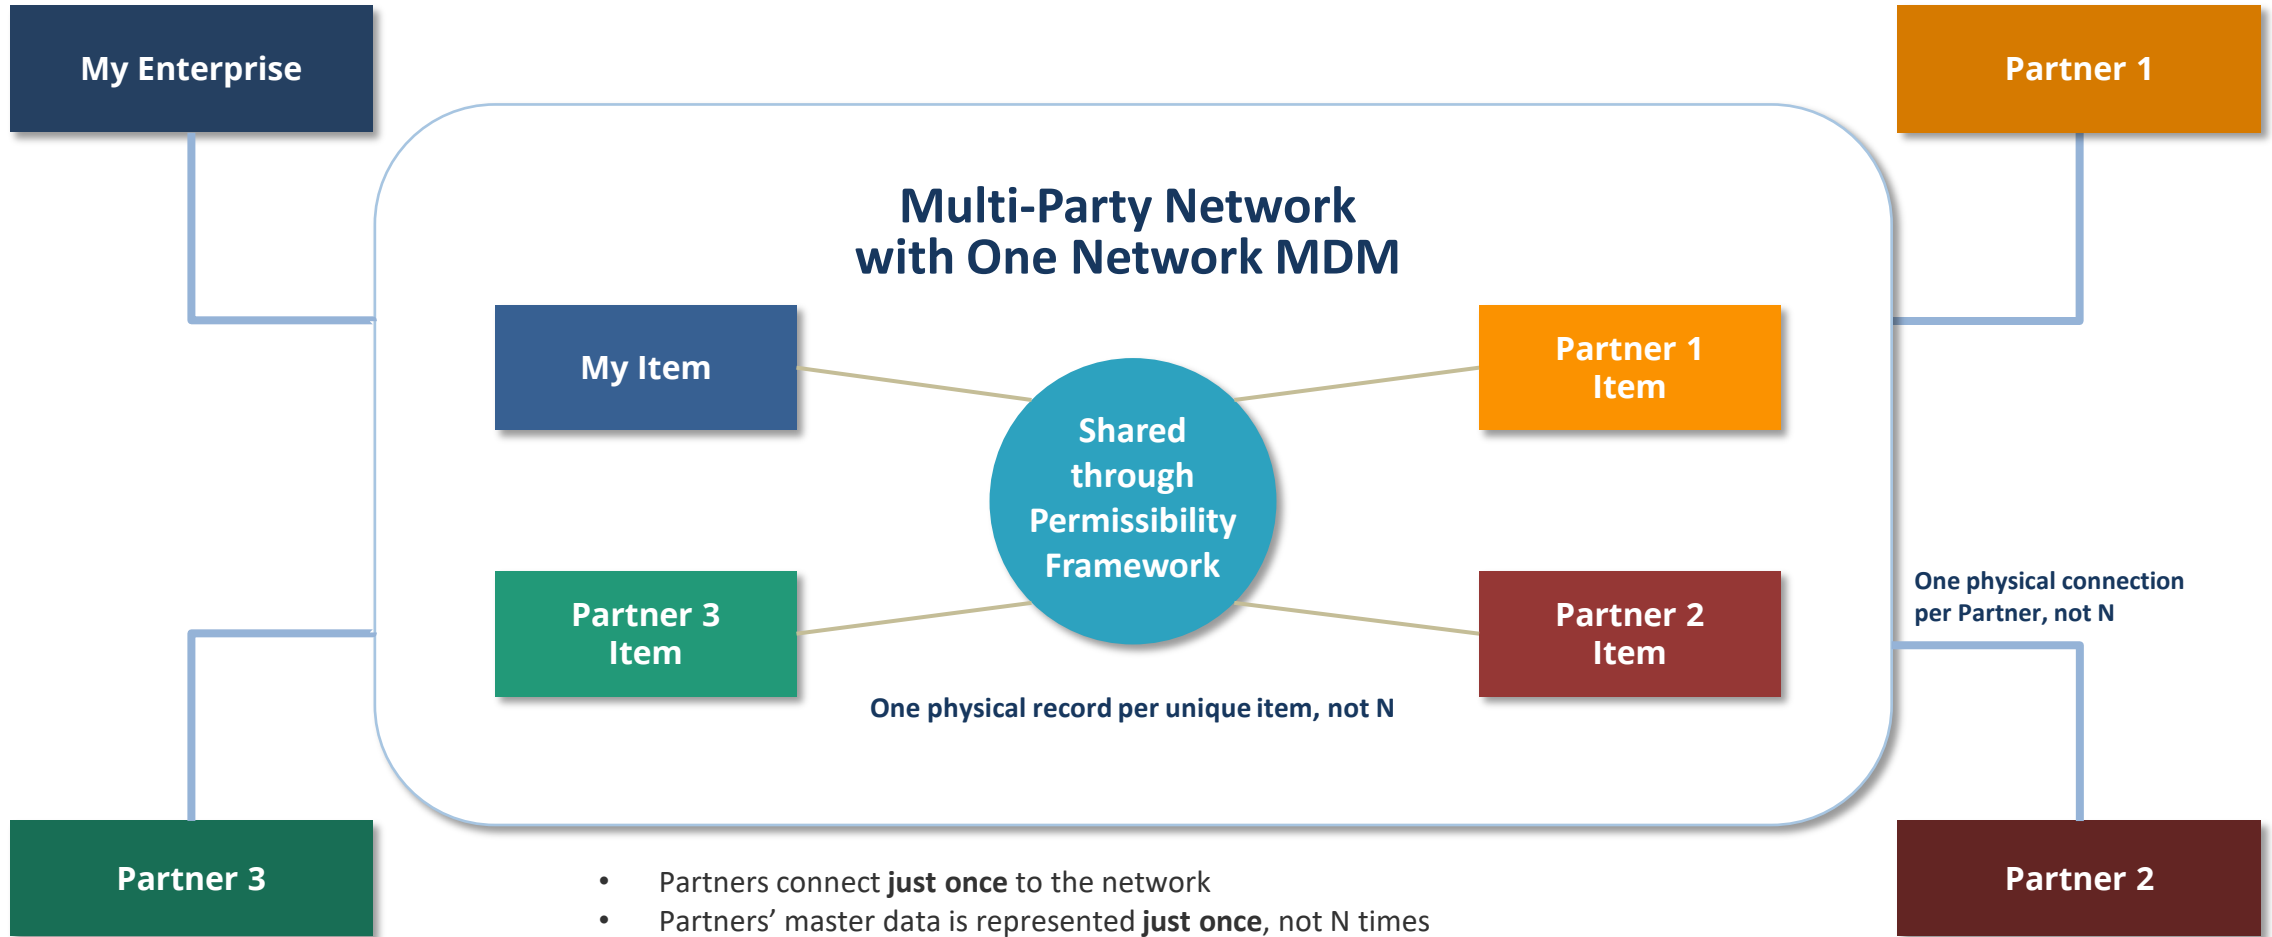 My Enterprise
Partner 1
Multi-Party Network
with One Network MDM
My Item
Partner 1
Item
Shared
through
Permissibility
Framework
Partner 3
Item
Partner 2
Item
One physical connection
per Partner, not N
One physical record per unique item, not N
Partner 3
Partner 2
• Partners connect just once to the network
• Partners’ master data is represented just once, not N times